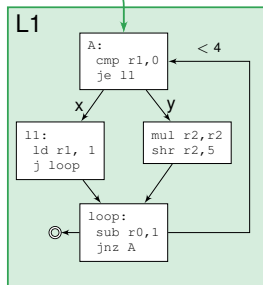 L1
A:
cmp r1,0
je l1
< 4
x
y
l1:
ld r1, 1
j loop
mul r2,r2
shr r2,5
loop:
sub r0,1
jnz A